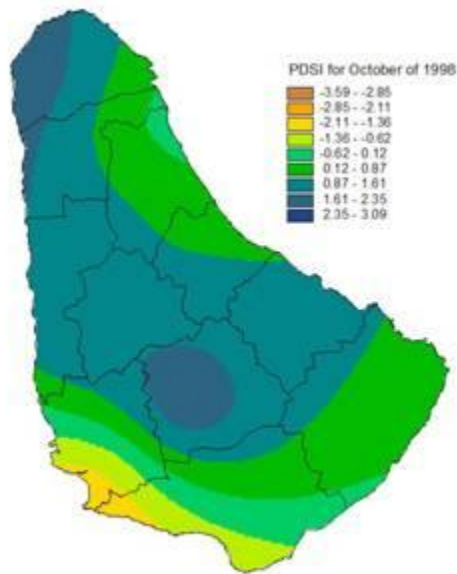 PDSI for October of 1998
-3.59 - -2.85
-2.85 - -2.11
-2.11 - -1.36
-1.36 - -0.62
-0.62 - 0.12
0.12 - 0.87
0.87 - 1.61
1.61 - 2.35
2.35 - 3.09